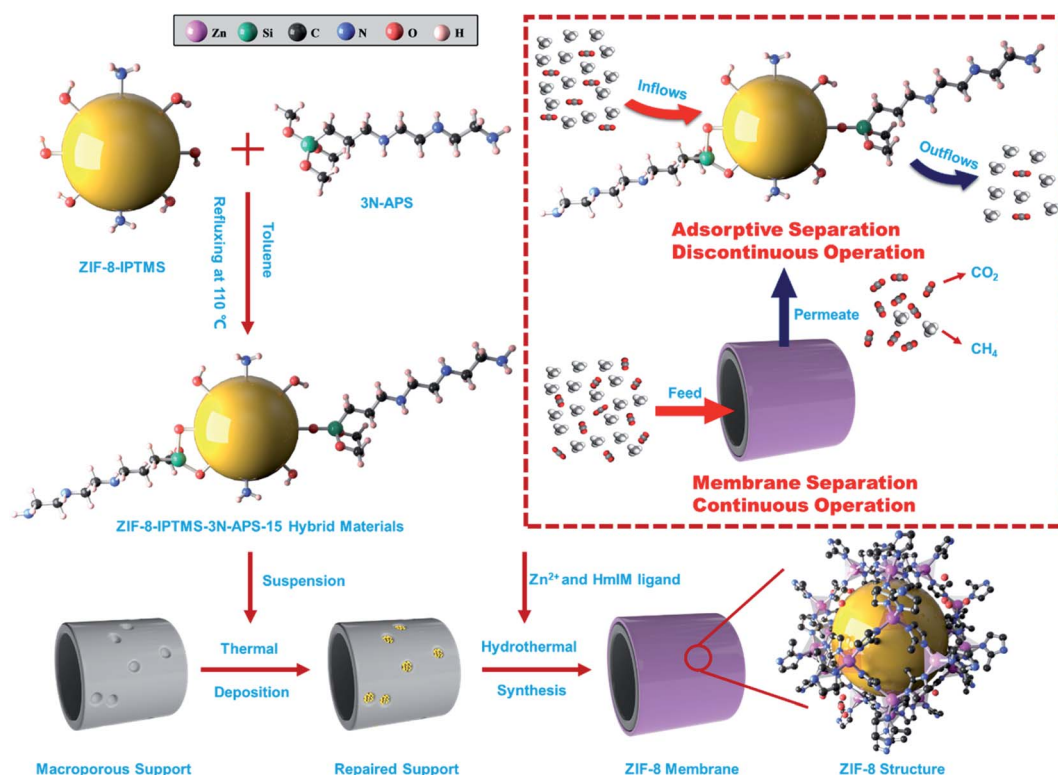 Zn Si C N O H
ZIF-8-IPTMS
3N-APS
Toluene
Refluxing at 110 ℃
ZIF-8-IPTMS-3N-APS-15 Hybrid Materials
Inflows
Outflows
Adsorptive Separation
Discontinuous Operation
Permeate
CO₂
CH₄
Feed
Membrane Separation
Continuous Operation
Suspension
Zn²⁺ and HmIM ligand
Thermal
Deposition
Hydrothermal
Synthesis
Macroporous Support
Repaired Support
ZIF-8 Membrane
ZIF-8 Structure